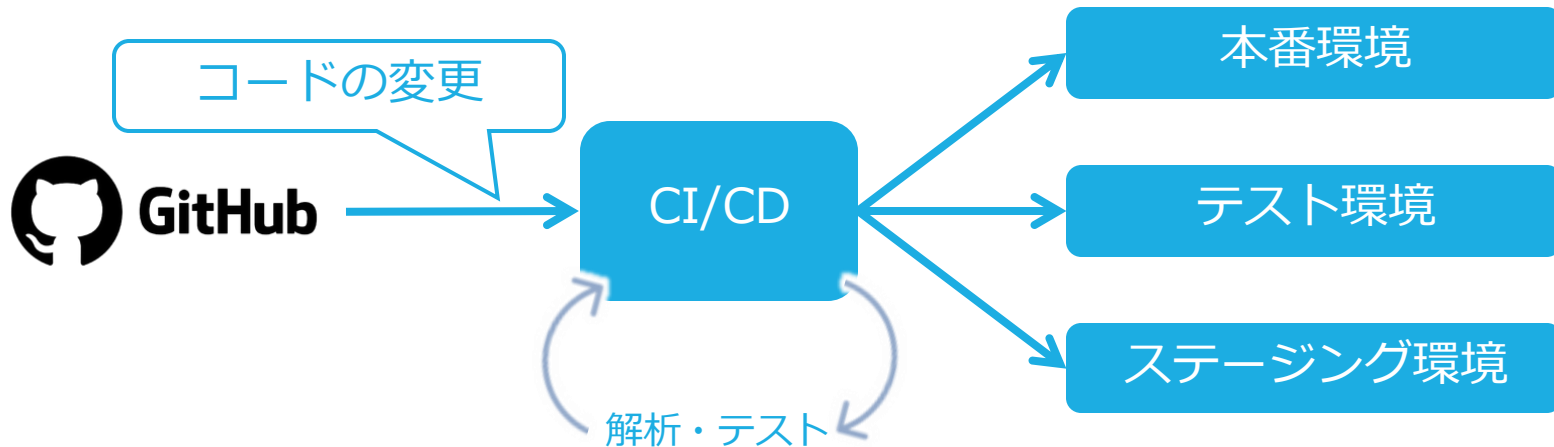 コードの変更
GitHub
CI/CD
解析・テスト
本番環境
テスト環境
ステージング環境